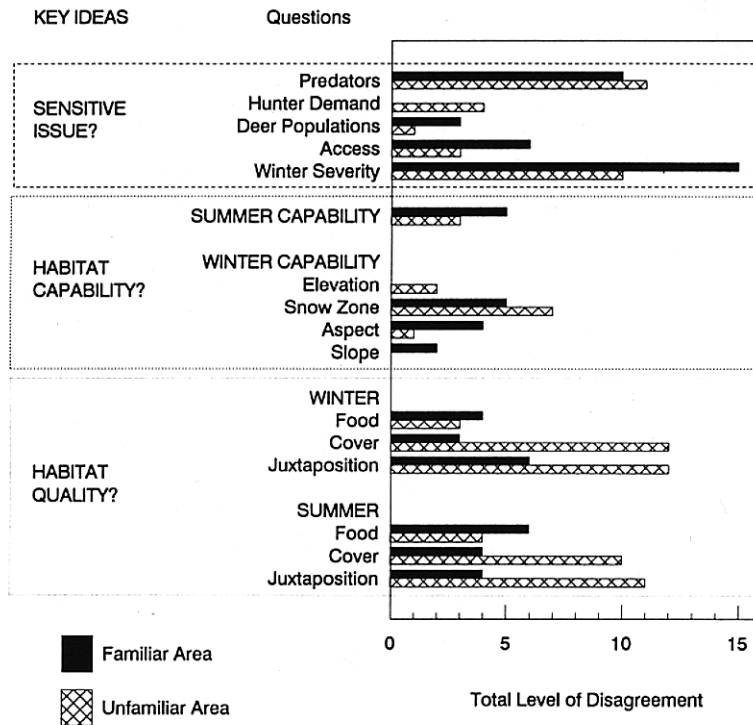 KEY IDEAS Questions
SENSITIVE ISSUE?
Predators
Hunter Demand
Deer Populations
Access
Winter Severity
HABITAT CAPABILITY?
SUMMER CAPABILITY
WINTER CAPABILITY
Elevation
Snow Zone
Aspect
Slope
HABITAT QUALITY?
WINTER
Food
Cover
Juxtaposition
SUMMER
Food
Cover
Juxtaposition
0 5 10 15
Familiar Area
Unfamiliar Area
Total Level of Disagreement